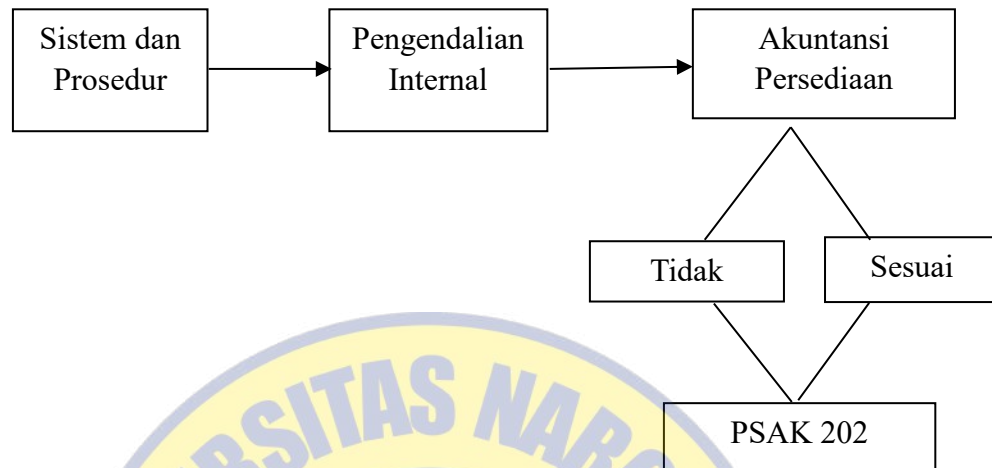 Sistem dan
Prosedur
Pengendalian
Internal
Akuntansi
Persediaan
Tidak
Sesuai
PSAK 202